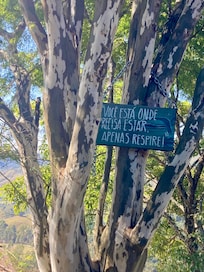 VOCÊ ESTÁ ONDE
PRECISA ESTAR,
APENAS RESPIRE!